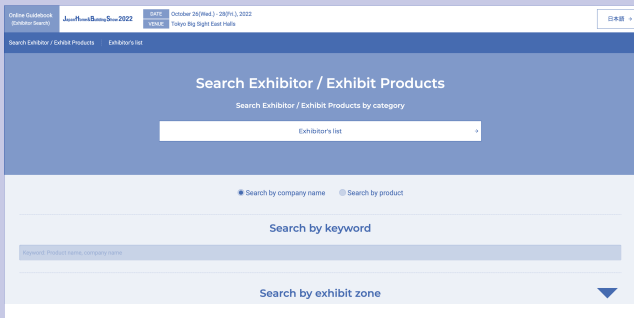 Online Guidebook
(Exhibitor Search)
Japan Home & Building Show 2022
DATE October 26(Wed.) - 28(Fri.), 2022
VENUE Tokyo Big Sight East Halls
日本語 →
Search Exhibitor / Exhibit Products Exhibitor's list
Search Exhibitor / Exhibit Products
Search Exhibitor / Exhibit Products by category
Exhibitor's list →
Search by company name Search by product
Search by keyword
Keyword: Product name, company name
Search by exhibit zone